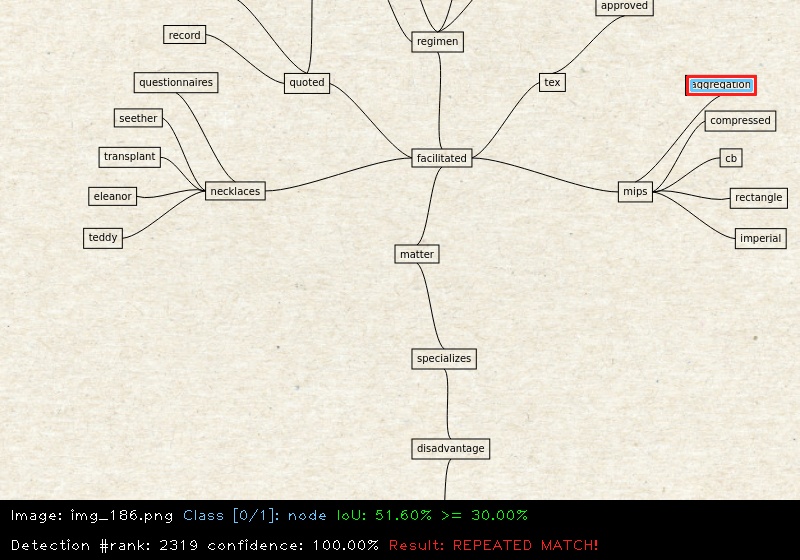 approved
record
regimen
questionnaires
quoted
tex
aggregation
seether
compressed
transplant
facilitated
cb
eleanor
necklaces
mips
rectangle
teddy
imperial
matter
specializes
disadvantage
Image: img_186.png Class [0/1]: node IoU: 51.60% >= 30.00%
Detection #rank: 2319 confidence: 100.00% Result: REPEATED MATCH!